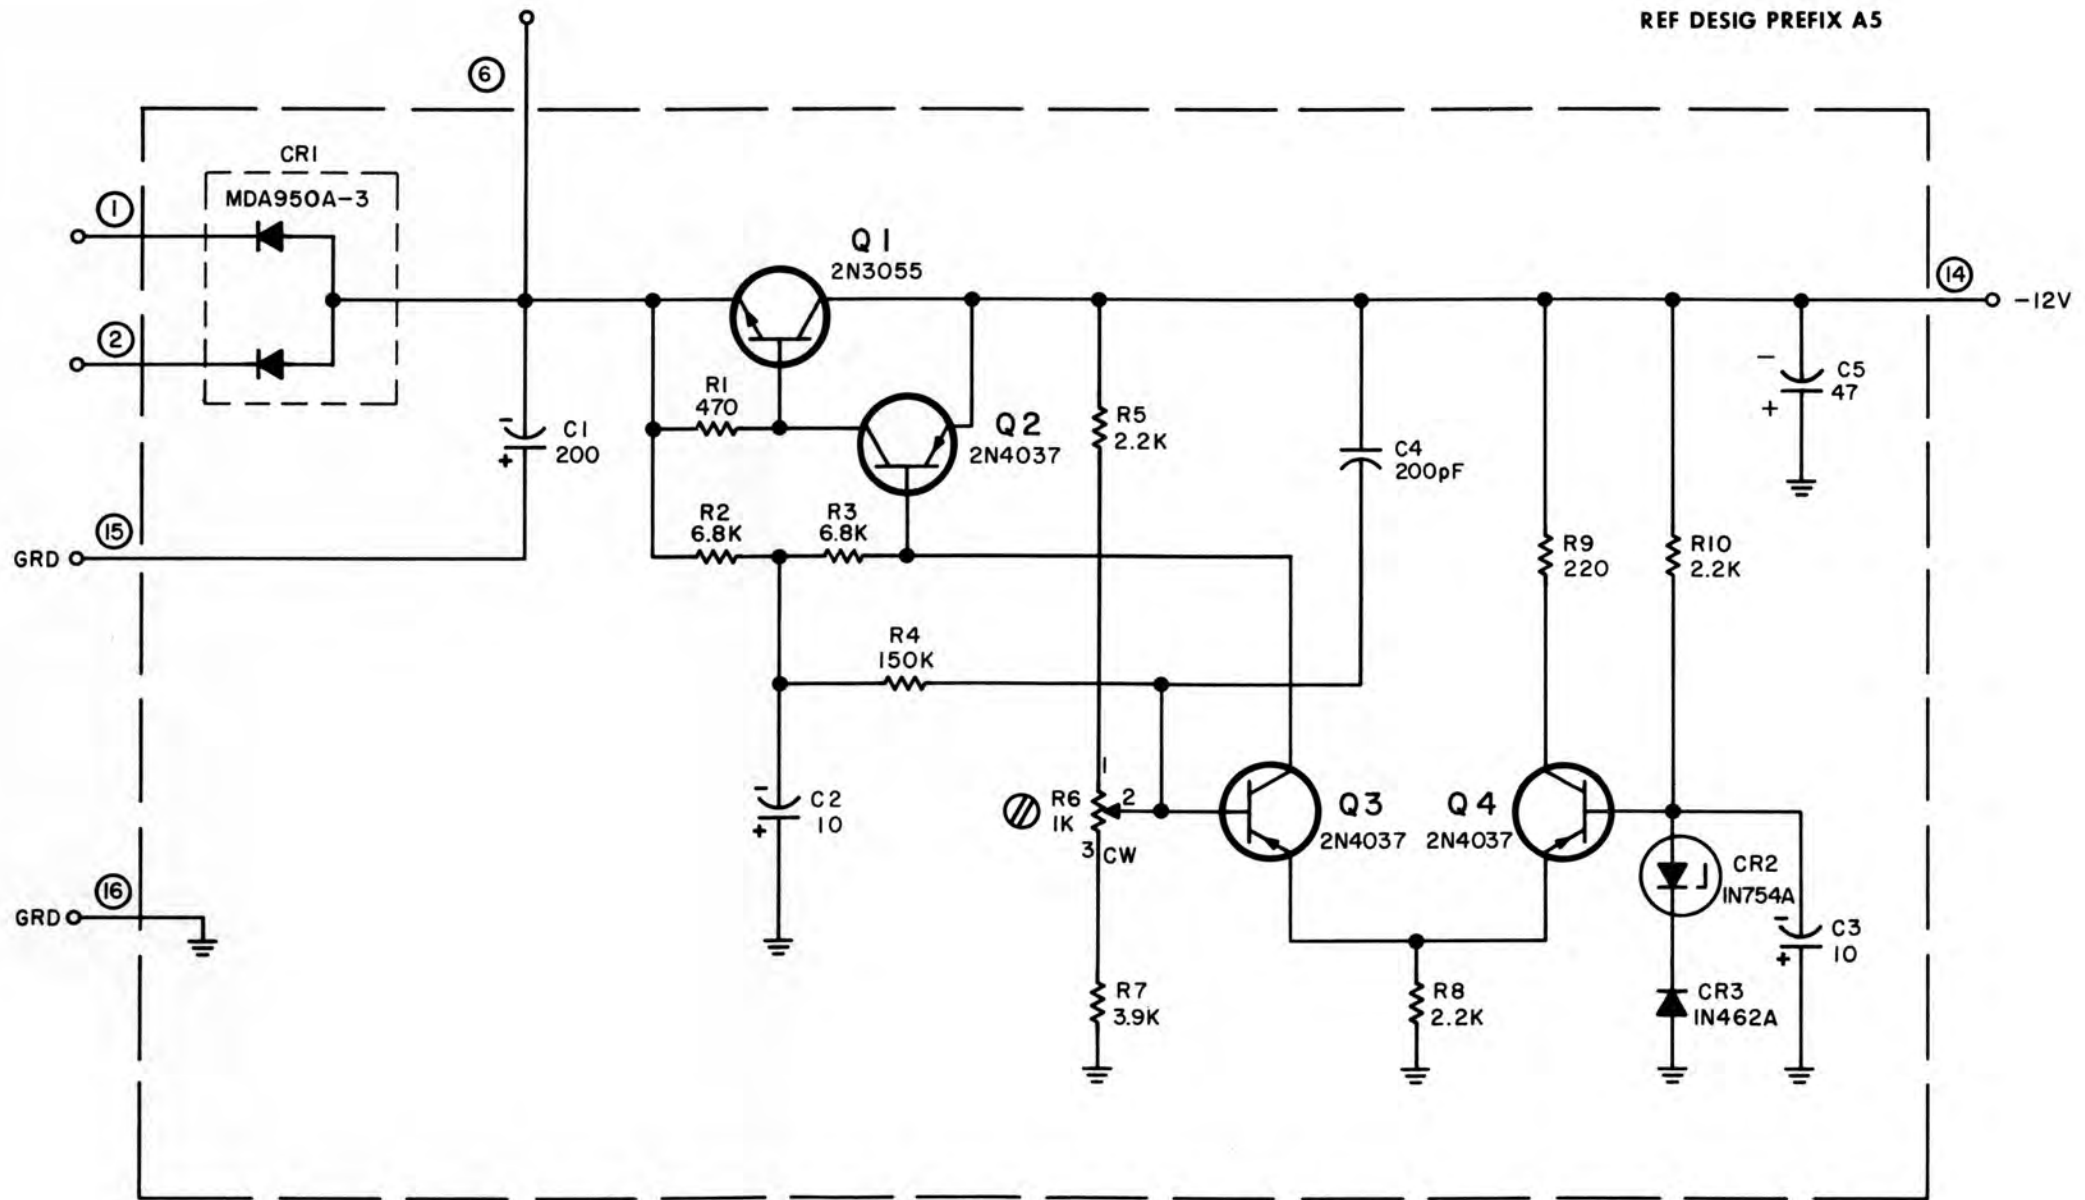 REF DESIG PREFIX A5
6
CR1
MDA950A-3
1
2
Q1
2N3055
14
-12V
R1
470
Q2
2N4037
-
C1
200
+
R5
2.2K
C4
200pF
-
C5
47
+
15
GRD
R2
6.8K
R3
6.8K
R9
220
R10
2.2K
R4
150K
-
C2
10
+
1
R6
1K
2
3
CW
Q3
2N4037
Q4
2N4037
CR2
1N754A
16
GRD
-
C3
10
+
R7
3.9K
R8
2.2K
CR3
1N462A